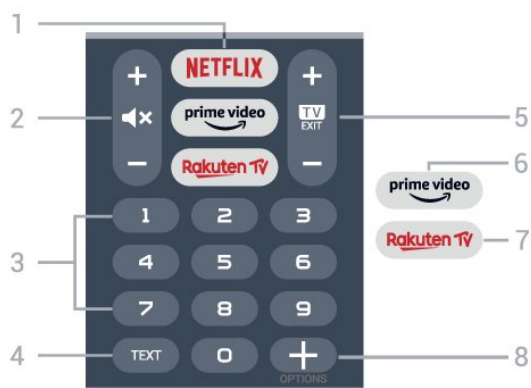 1
NETFLIX
+ +
2 prime video TV EXIT 5
- -
Rakuten TV
6
prime video
1 2 3
Rakuten TV 7
3
4 5 6
7 8 9
4 TEXT 0 + 8
OPTIONS